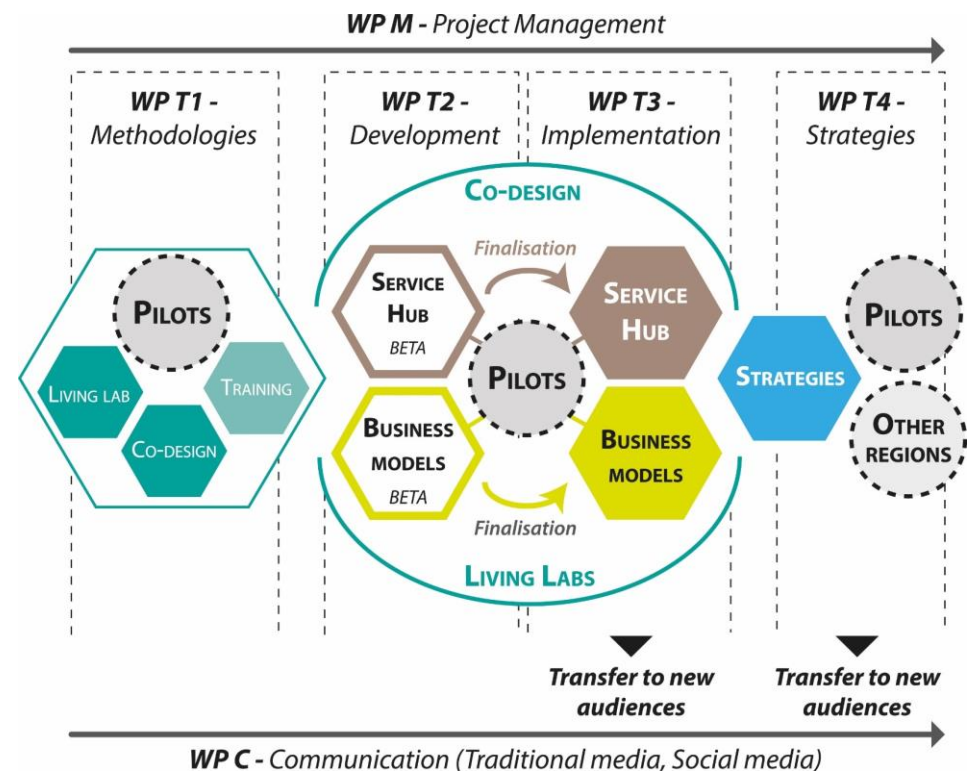 WP M - Project Management
WP T1 -
Methodologies
WP T2 -
Development
WP T3 -
Implementation
WP T4 -
Strategies
CO-DESIGN
Finalisation
PILOTS
LIVING LAB
TRAINING
CO-DESIGN
SERVICE
HUB
BETA
SERVICE
HUB
PILOTS
BUSINESS
MODELS
BETA
BUSINESS
MODELS
Finalisation
LIVING LABS
STRATEGIES
PILOTS
OTHER
REGIONS
Transfer to new
audiences
Transfer to new
audiences
WP C - Communication (Traditional media, Social media)